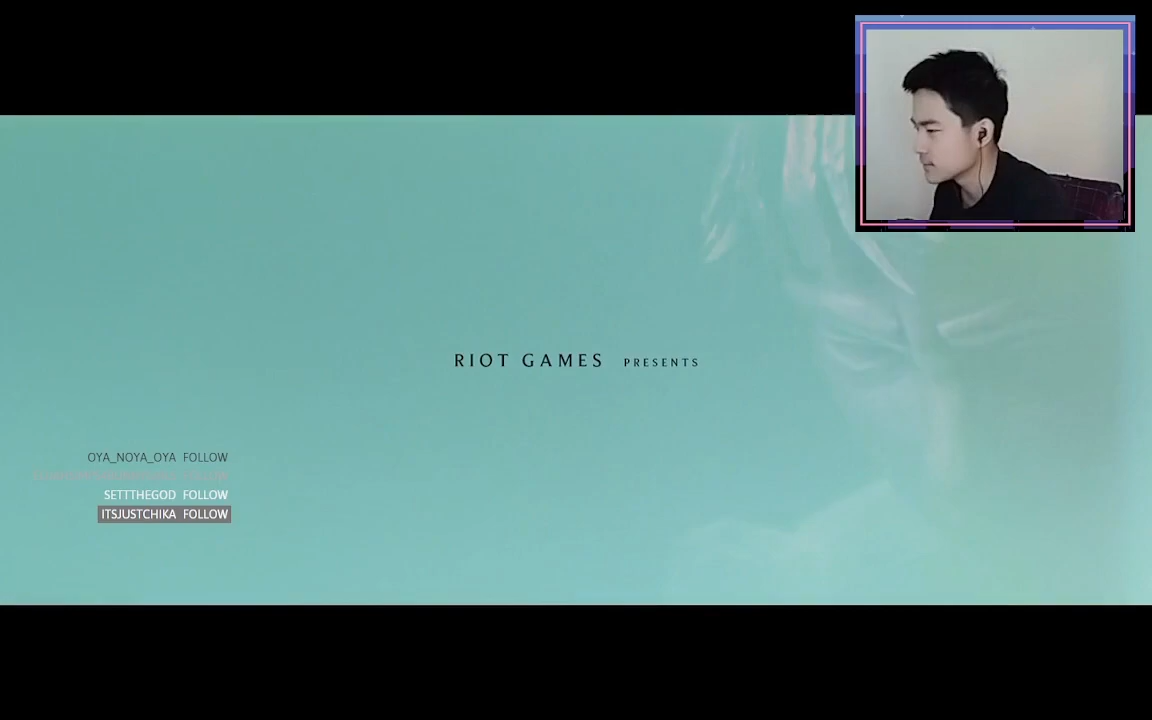 RIOT GAMES PRESENTS
OYA_NOYA_OYA FOLLOW
SETTTHEGOD FOLLOW
ITSJUSTCHIKA FOLLOW